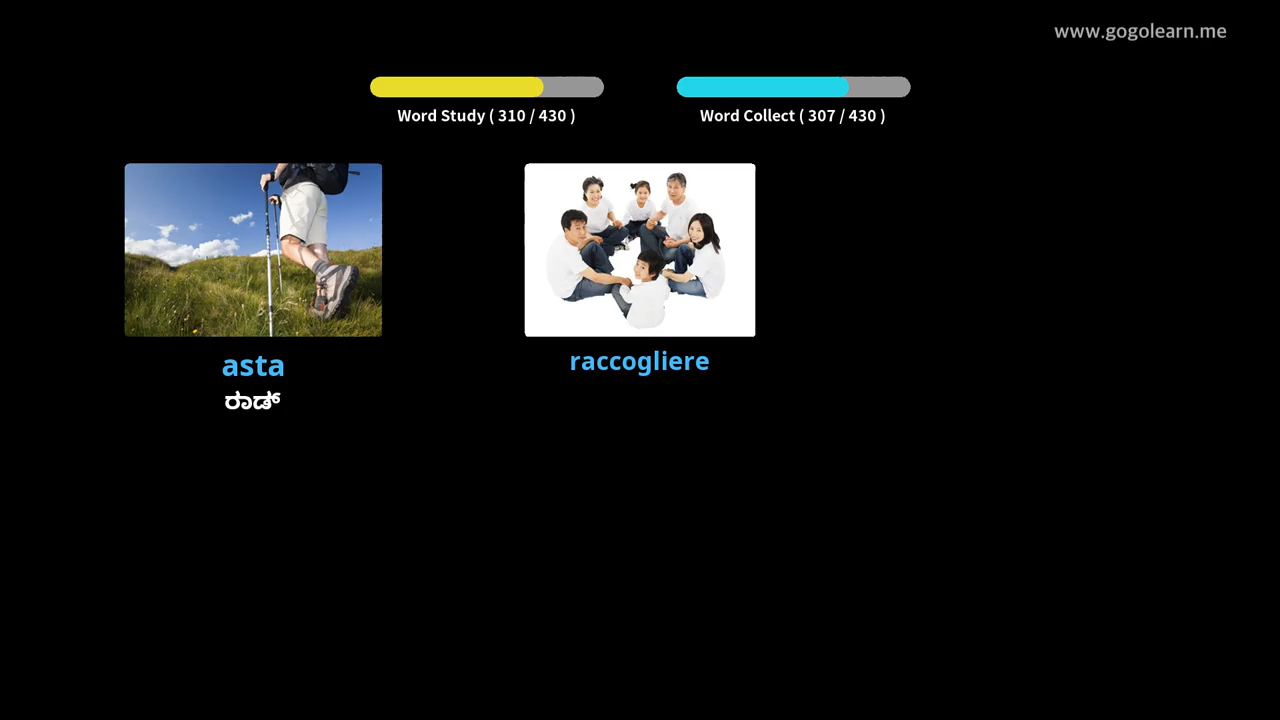 www.gogolearn.me
Word Study ( 310 / 430 )
Word Collect ( 307 / 430 )
asta
ರಾಡ್
raccogliere